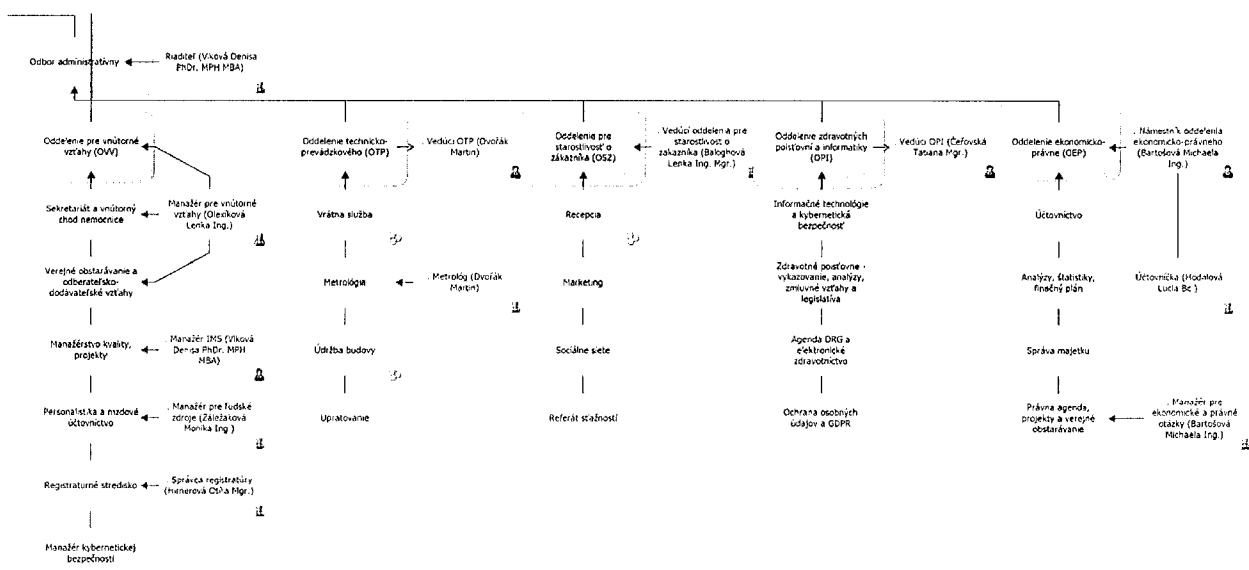 Odbor administratívny
Riaditeľ (Vlková Denisa
PhDr. MPH MBA)
Oddelenie pre vnútorné
vzťahy (OVV)
Oddelenie technicko-
prevádzkového (OTP)
. Vedúci OTP (Dvořák
Martin)
Oddelenie pre
starostlivosť o
zákazníka (OSZ)
. Vedúci oddelenia pre
starostlivosť o
zákazníka (Baloghová
Lenka Ing. Mgr.)
Oddelenie zdravotných
poisťovní a informatiky
(OPI)
Vedúci OPI (Čeřovská
Tatiana Mgr.)
Oddelenie ekonomicko-
právne (OEP)
. Námestník oddelenia
ekonomicko-právneho
(Bartošová Michaela
Ing.)
Sekretariát a vnútorný
chod nemocnice
Manažér pre vnútorné
vzťahy (Olexíková
Lenka Ing.)
Vrátna služba
Recepcia
Informačné technológie
a kybernetická
bezpečnosť
Účtovníctvo
Verejné obstarávanie a
odberateľsko-
dodávateľské vzťahy
Metrológia
. Metrológ (Dvořák
Martin)
Marketing
Zdravotné poisťovne -
vykazovanie, analýzy,
zmluvné vzťahy a
legislatíva
Analýzy, štatistiky,
finačný plán
Účtovníčka (Hodálová
Lucia Bc.)
Manažérstvo kvality,
projekty
. Manažér IMS (Vlková
Denisa PhDr. MPH
MBA)
Údržba budovy
Sociálne siete
Agenda DRG a
elektronické
zdravotníctvo
Správa majetku
Personalistika a mzdové
účtovníctvo
. Manažér pre ľudské
zdroje (Záležáková
Monika Ing.)
Upratovanie
Referát sťažností
Ochrana osobných
údajov a GDPR
Právna agenda,
projekty a verejné
obstarávanie
. Manažér pre
ekonomické a právné
otázky (Bartošová
Michaela Ing.)
Registratúrne stredisko
. Správca registratúry
Mgr.)
Manažér kybernetickej
bezpečností